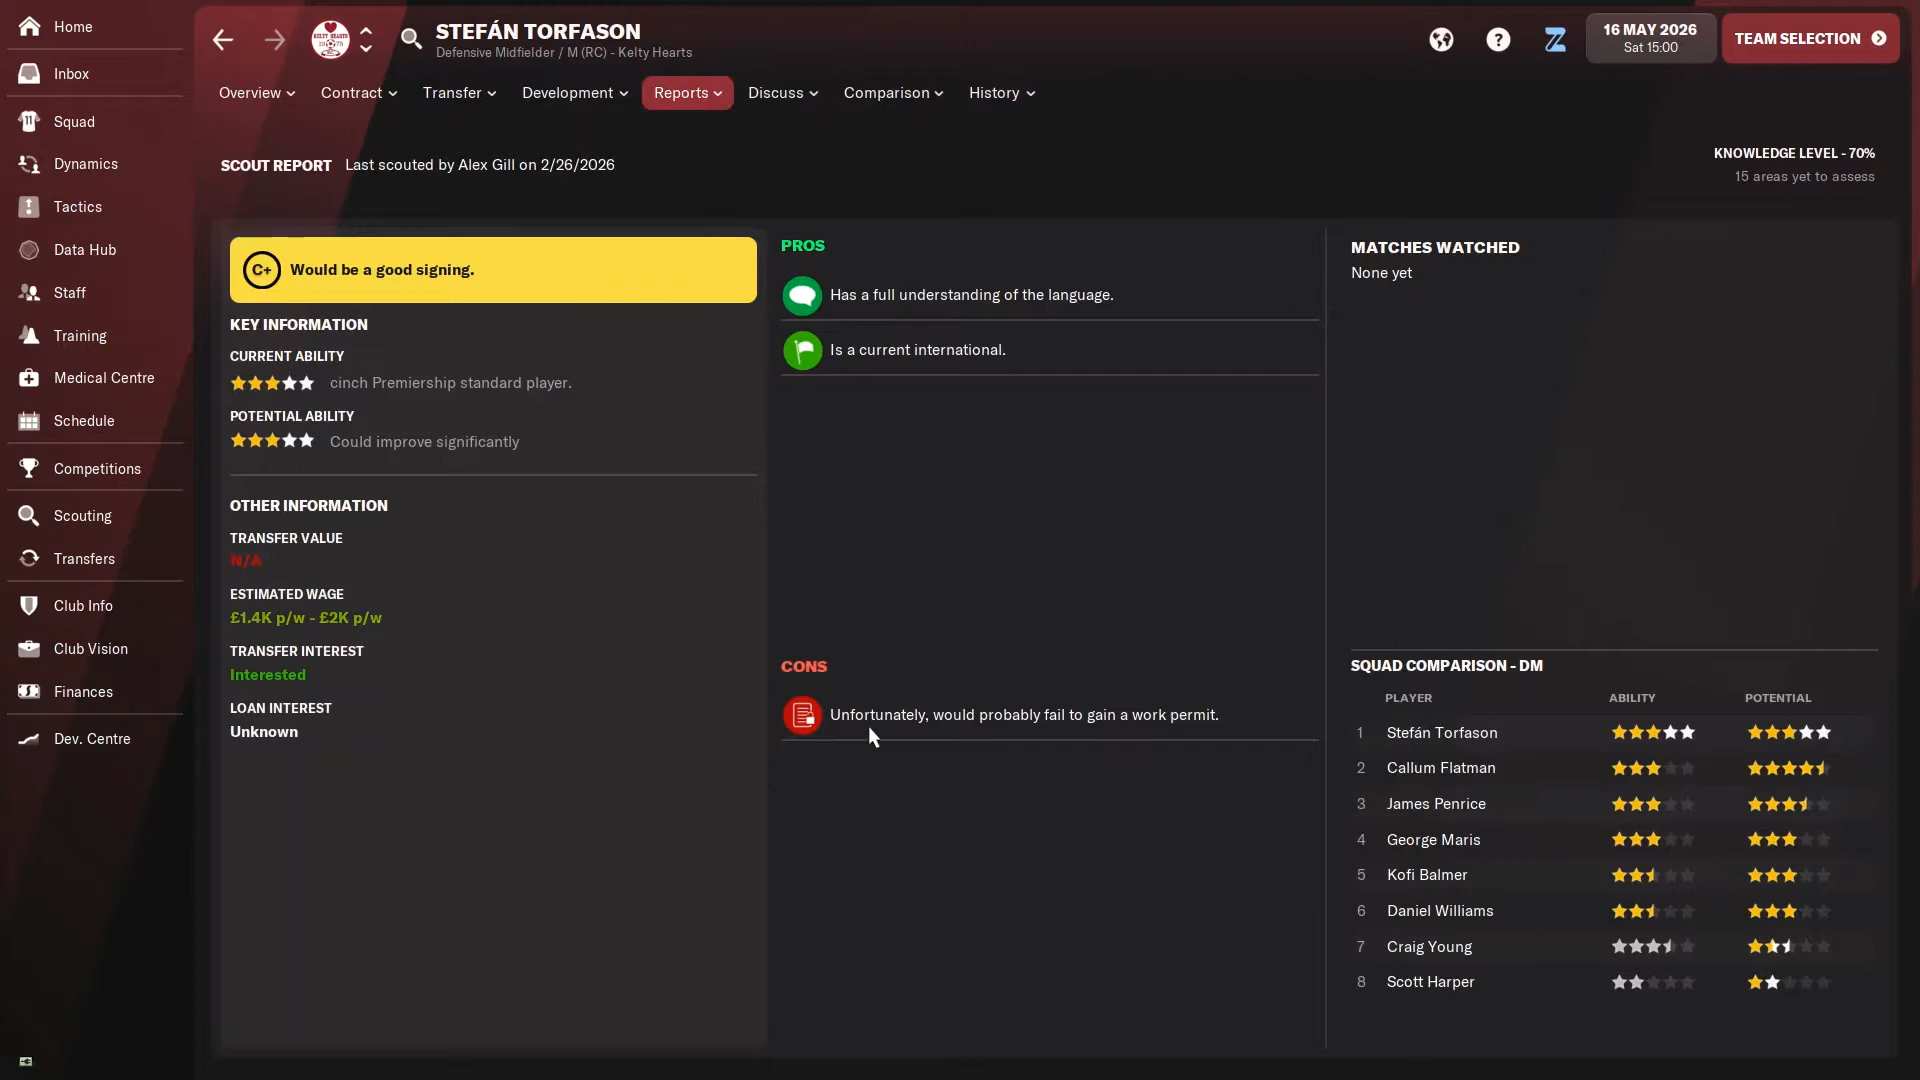 Home
Inbox
Squad
Dynamics
Tactics
Data Hub
Staff
Training
Medical Centre
Schedule
Competitions
Scouting
Transfers
Club Info
Club Vision
Finances
Dev. Centre
KELTY HEARTS
1975
STEFÁN TORFASON
Defensive Midfielder / M (RC) - Kelty Hearts
?
16 MAY 2026
Sat 15:00
TEAM SELECTION
Overview
Contract
Transfer
Development
Reports
Discuss
Comparison
History
SCOUT REPORT Last scouted by Alex Gill on 2/26/2026
KNOWLEDGE LEVEL - 70%
15 areas yet to assess
C+ Would be a good signing.
KEY INFORMATION
CURRENT ABILITY
cinch Premiership standard player.
POTENTIAL ABILITY
Could improve significantly
OTHER INFORMATION
TRANSFER VALUE
N/A
ESTIMATED WAGE
£1.4K p/w - £2K p/w
TRANSFER INTEREST
Interested
LOAN INTEREST
Unknown
PROS
Has a full understanding of the language.
Is a current international.
CONS
Unfortunately, would probably fail to gain a work permit.
MATCHES WATCHED
None yet
SQUAD COMPARISON - DM
PLAYER ABILITY POTENTIAL
1 Stefán Torfason
2 Callum Flatman
3 James Penrice
4 George Maris
5 Kofi Balmer
6 Daniel Williams
7 Craig Young
8 Scott Harper